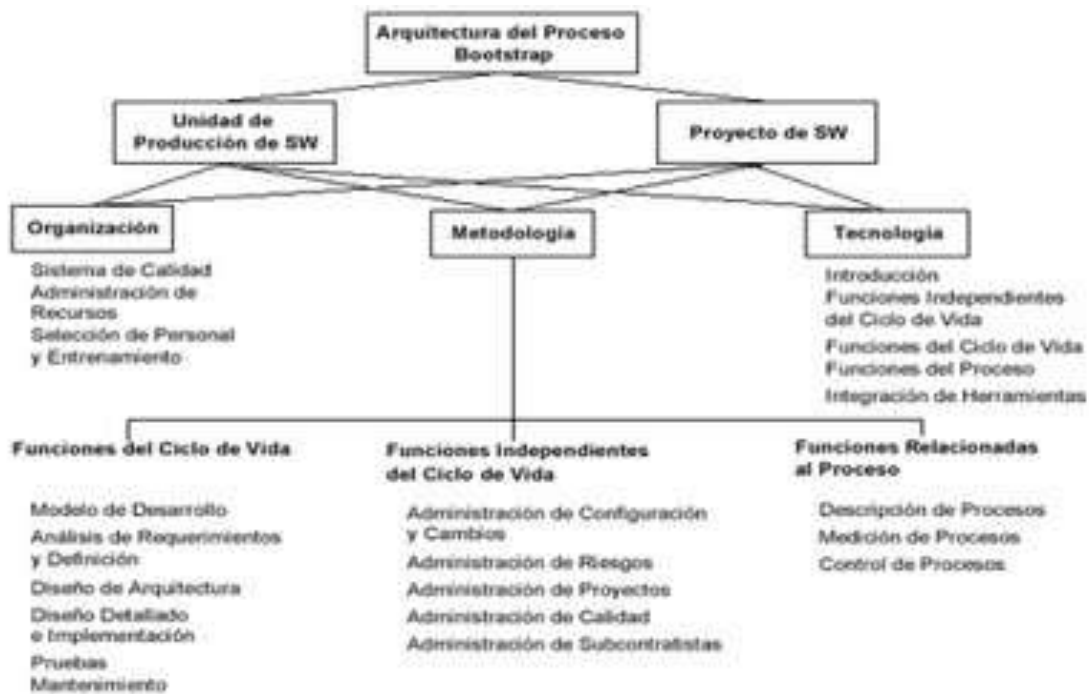 Arquitectura del Proceso
Bootstrap
Unidad de
Producción de SW
Proyecto de SW
Organización
Metodología
Tecnología
Sistema de Calidad
Administración de
Recursos
Selección de Personal
y Entrenamiento
Introducción
Funciones Independientes
del Ciclo de Vida
Funciones del Ciclo de Vida
Funciones del Proceso
Integración de Herramientas
Funciones del Ciclo de Vida
Modelo de Desarrollo
Análisis de Requerimientos
y Definición
Diseño de Arquitectura
Diseño Detallado
e Implementación
Pruebas
Mantenimiento
Funciones Independientes
del Ciclo de Vida
Administración de Configuración
y Cambios
Administración de Riesgos
Administración de Proyectos
Administración de Calidad
Administración de Subcontratistas
Funciones Relacionadas
al Proceso
Descripción de Procesos
Medición de Procesos
Control de Procesos